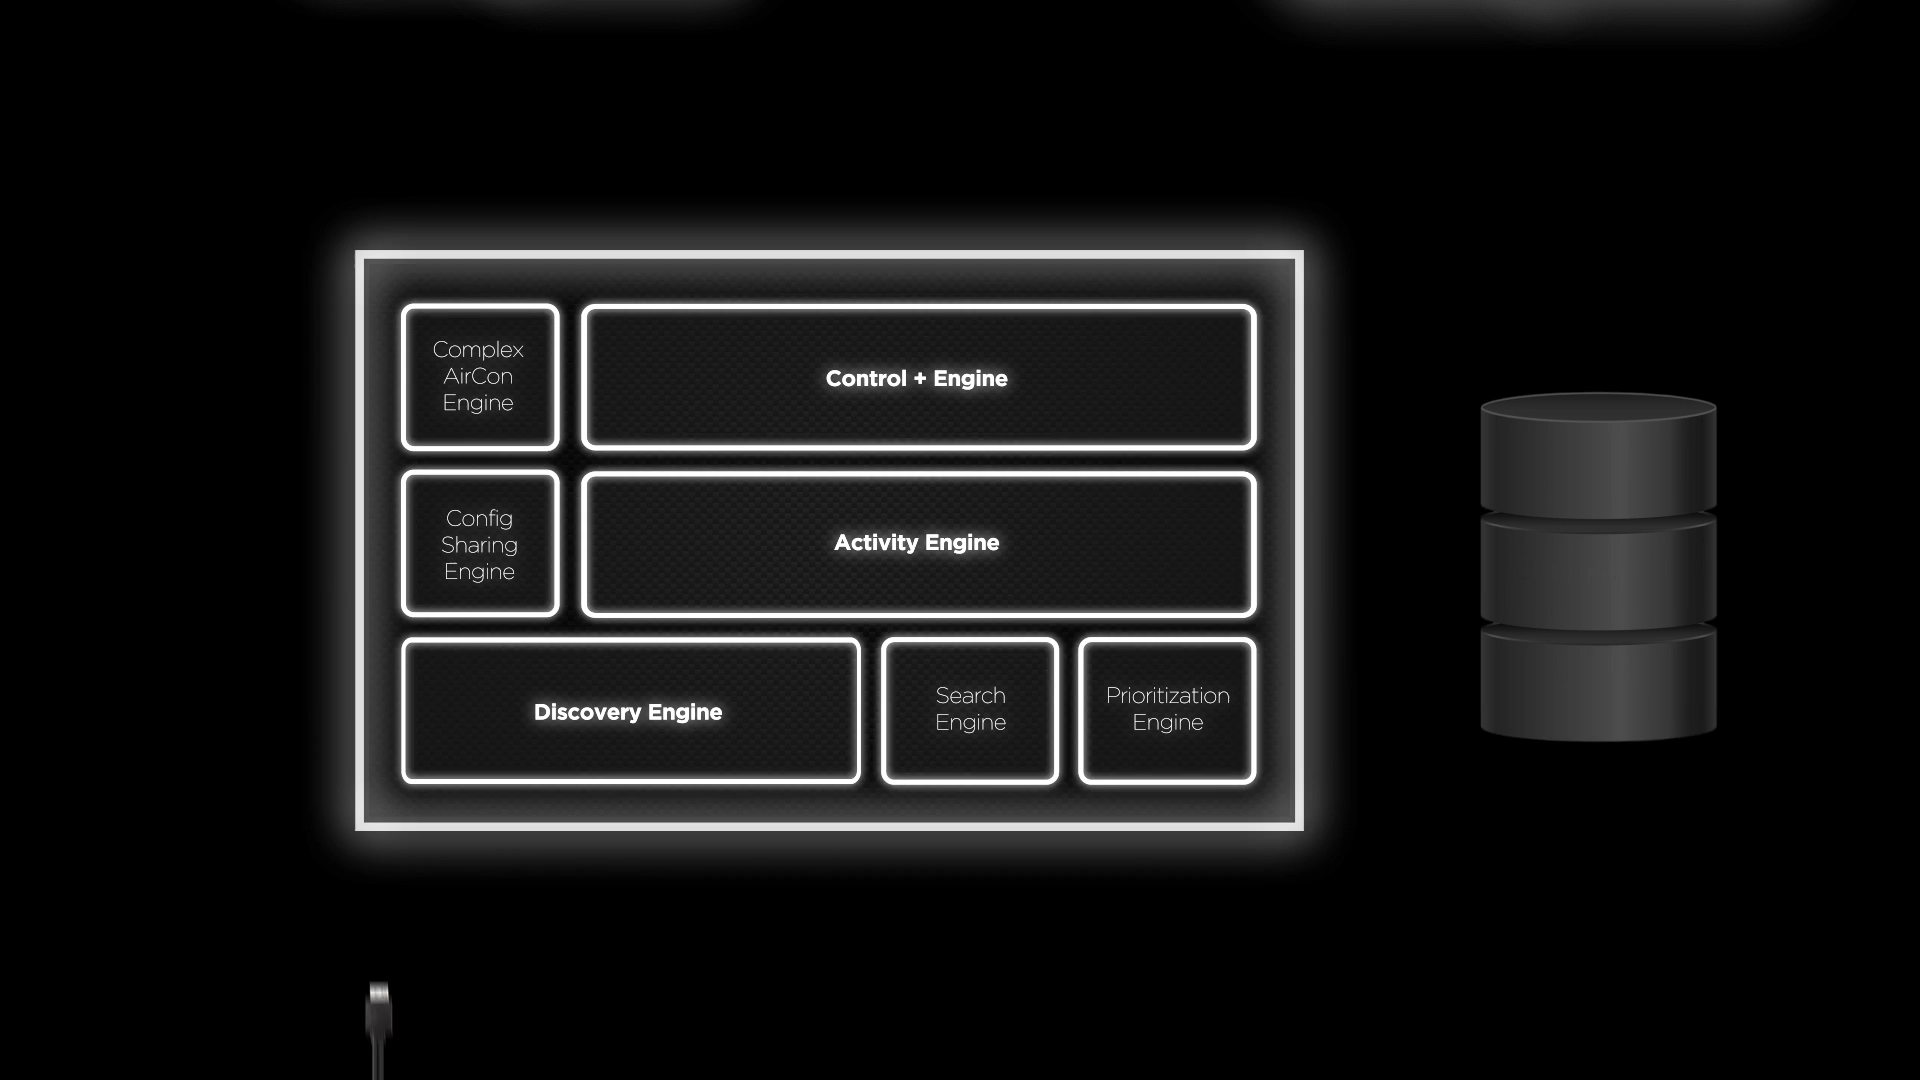 Complex
AirCon
Engine
Control + Engine
Config
Sharing
Engine
Activity Engine
Discovery Engine
Search
Engine
Prioritization
Engine